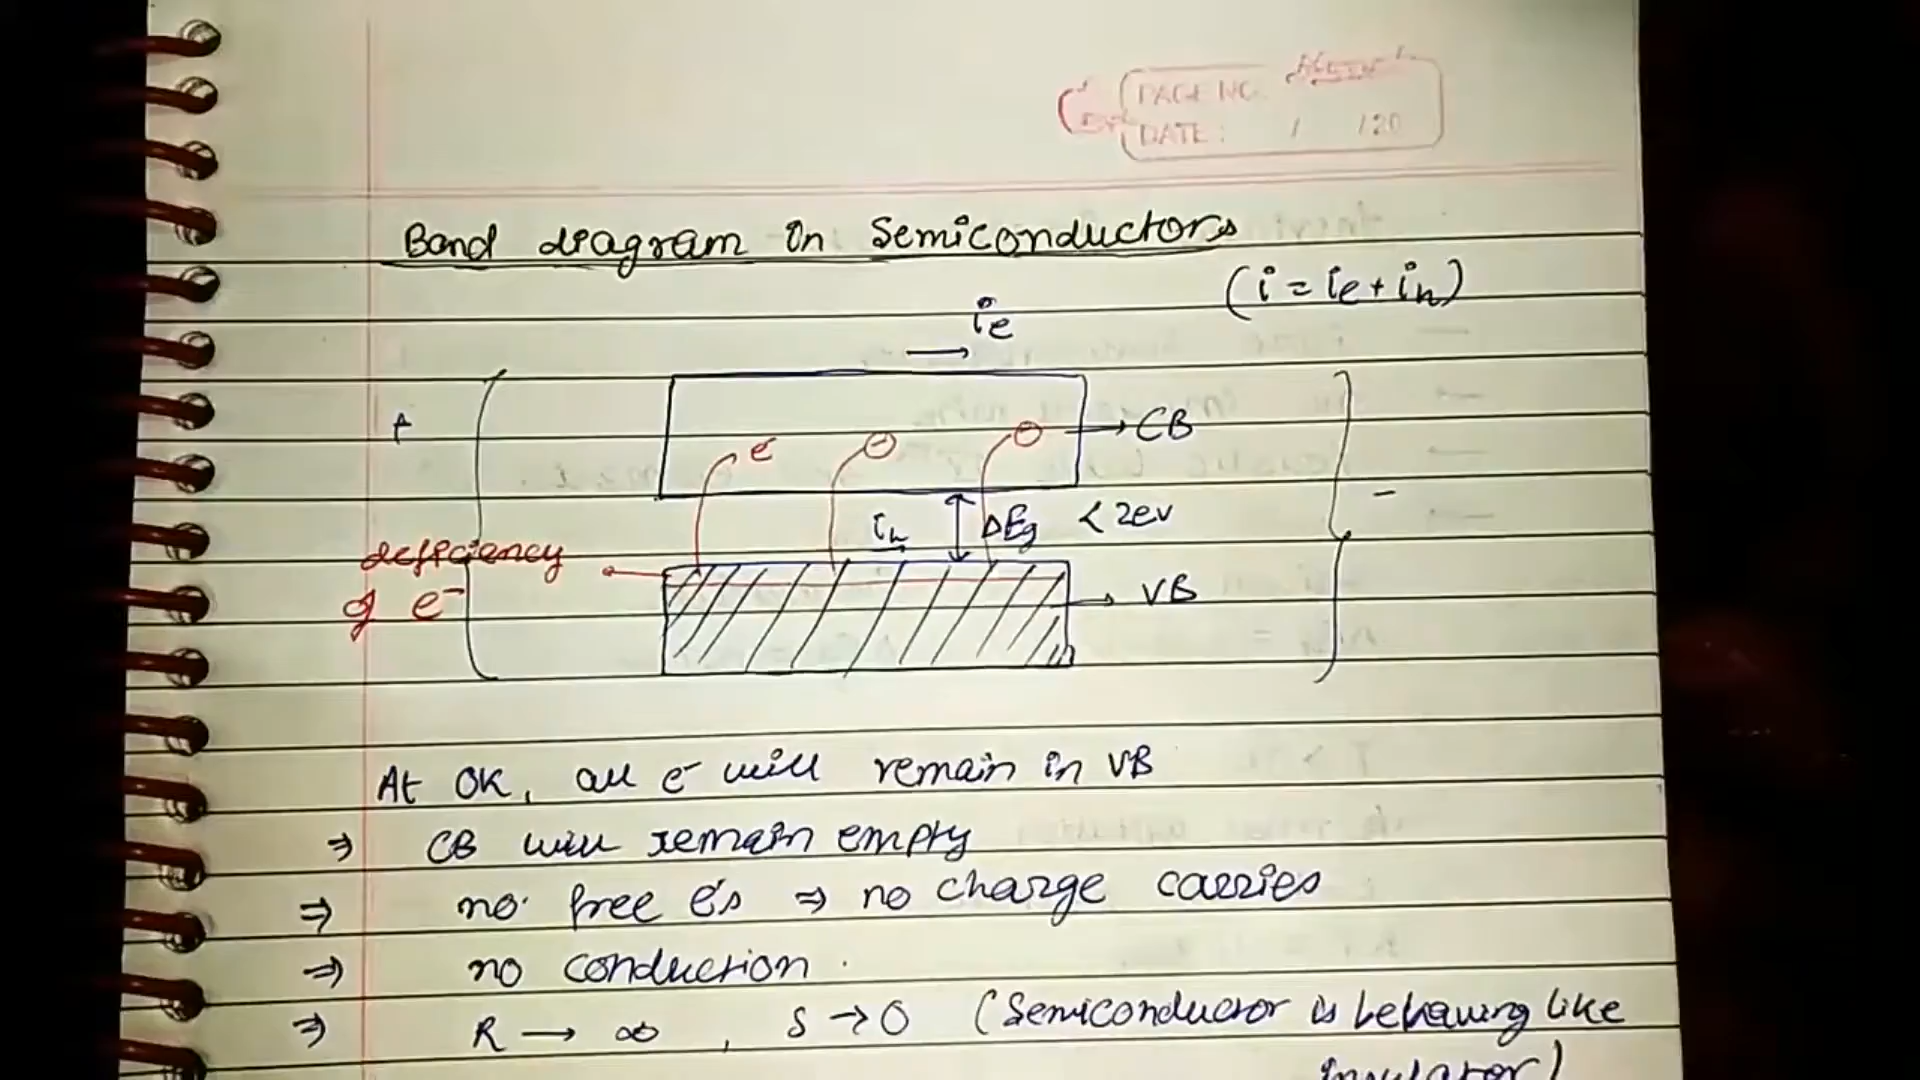 PAGE NO.
DATE: / /20
Band diagram in Semiconductors
(i = ie + ih)
ie
+
e
CB
ih
ΔEg < 2ev
-
defficiency
of e-
VB
At 0K, all e- will remain in VB
⇒ CB will remain empty
⇒ no free e's ⇒ no charge carries
⇒ no conduction.
⇒ R → ∞, S → 0 (Semiconductor is behaving like
insulator)